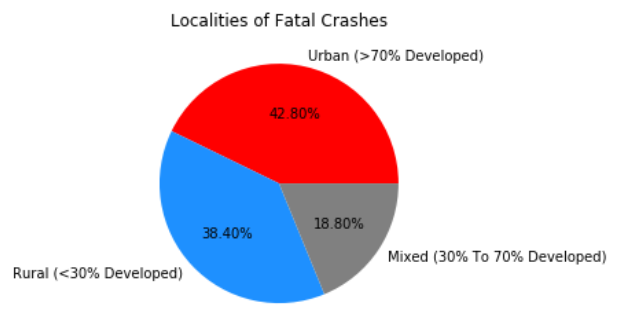 Localities of Fatal Crashes
Urban (>70% Developed)
42.80%
38.40%
18.80%
Rural (<30% Developed)
Mixed (30% To 70% Developed)